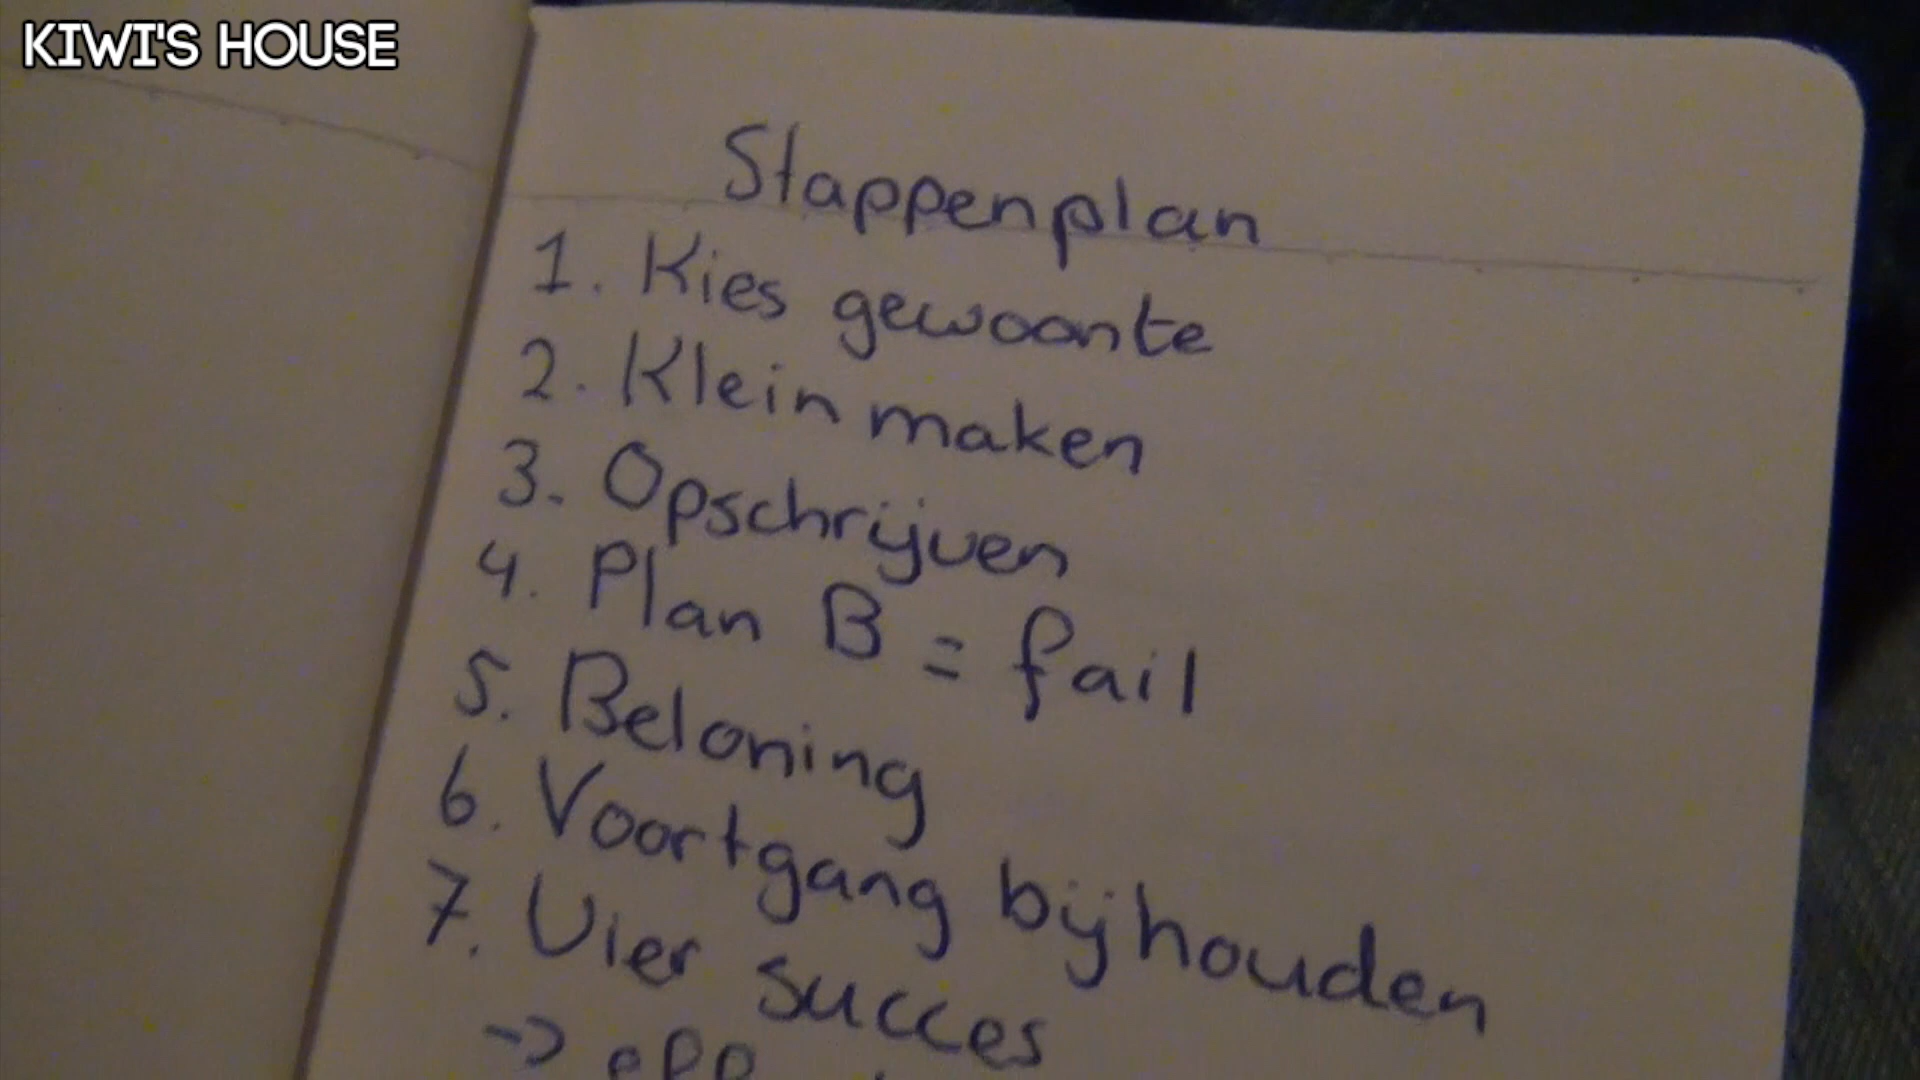 KIWI'S HOUSE
Stappenplan
1. Kies gewoonte
2. Klein maken
3. Opschrijven
4. Plan B = fail
5. Beloning
6. Voortgang bijhouden
7. Vier succes
->